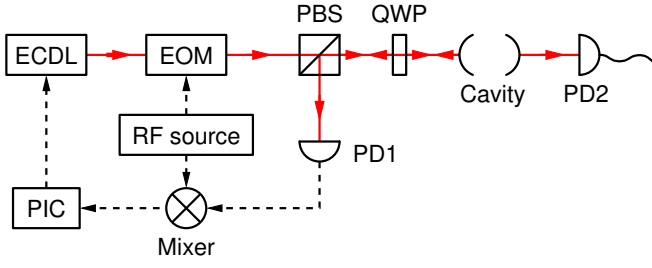 PBS
QWP
ECDL
EOM
Cavity
PD2
RF source
PD1
PIC
Mixer